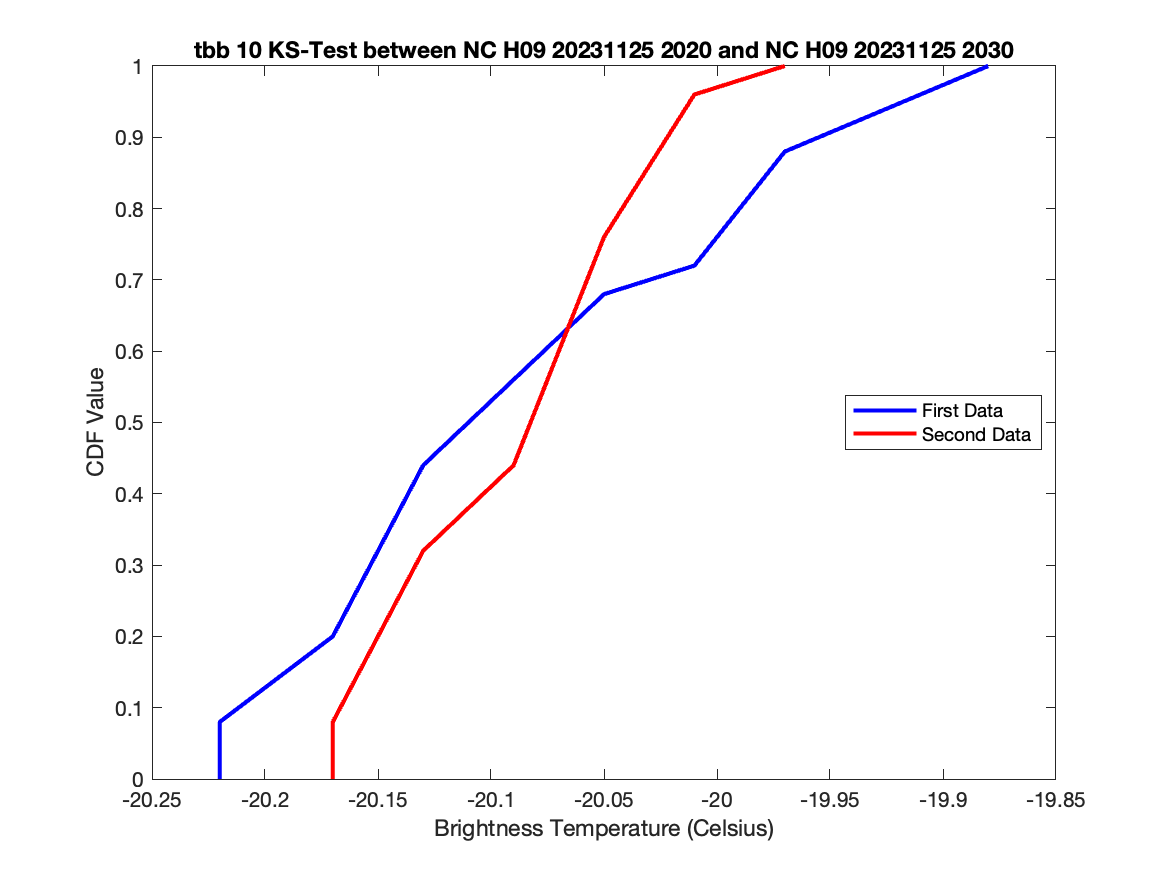 tbb 10 KS-Test between NC H09 20231125 2020 and NC H09 20231125 2030
1
0.9
0.8
0.7
0.6
0.5
0.4
0.3
0.2
0.1
0
CDF Value
First Data
Second Data
-20.25 -20.2 -20.15 -20.1 -20.05 -20 -19.95 -19.9 -19.85
Brightness Temperature (Celsius)